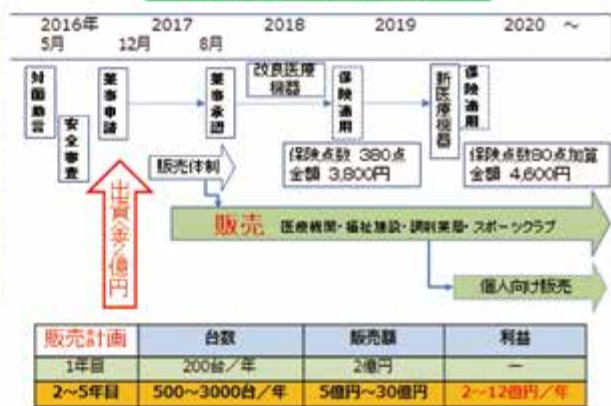 2016年 2017 2018 2019 2020 ～
5月 12月 8月
対面助言
安全審査
薬事申請
薬事承認
改良医療
機器
保険適用
新医療機器
保険適用
販売体制
保険点数 380点
金額 3,800円
保険点数80点加算
金額 4,600円
出資金2億円
販売 医療機関・福祉施設・調剤薬局・スポーツクラブ
個人向け販売
販売計画 台数 販売額 利益
1年目 200台／年 2億円 ー
2～5年目 500～3000台／年 5億円～30億円 2～12億円／年